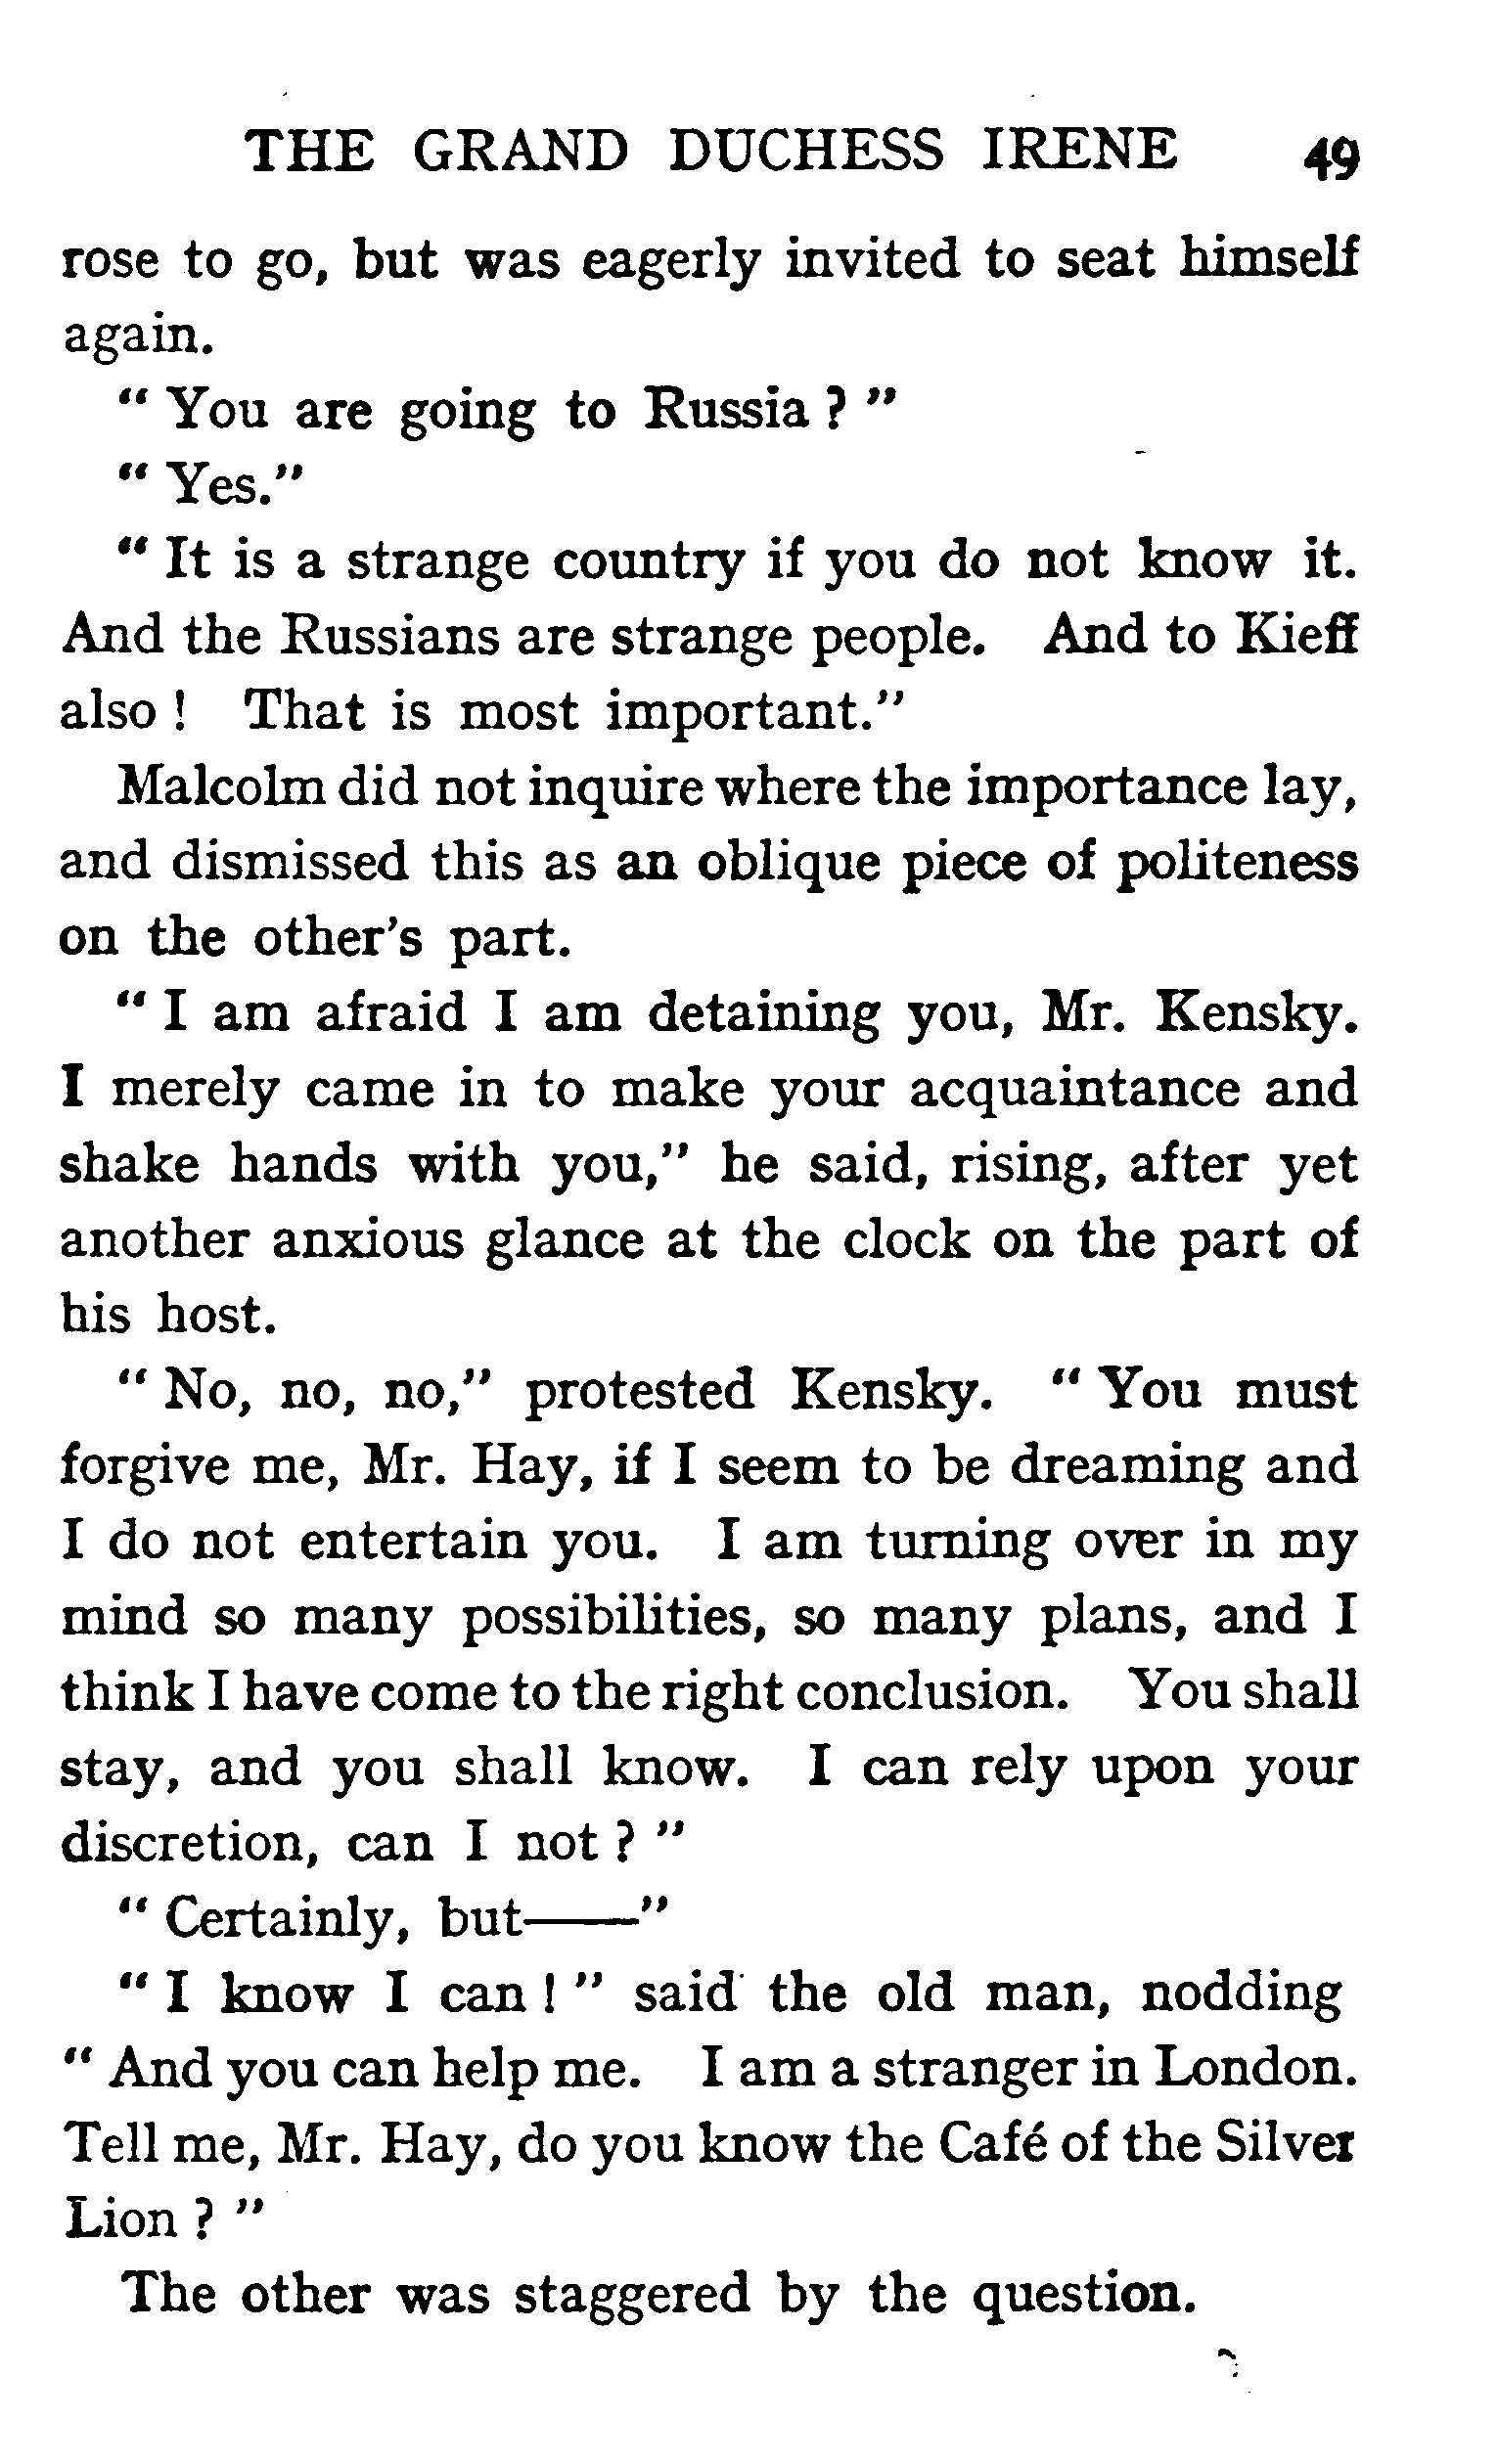 THE GRAND DUCHESS IRENE 49
rose to go, but was eagerly invited to seat himself
again.
" You are going to Russia ? "
" Yes."
" It is a strange country if you do not know it.
And the Russians are strange people. And to Kieff
also ! That is most important."
Malcolm did not inquire where the importance lay,
and dismissed this as an oblique piece of politeness
on the other's part.
" I am afraid I am detaining you, Mr. Kensky.
I merely came in to make your acquaintance and
shake hands with you," he said, rising, after yet
another anxious glance at the clock on the part of
his host.
" No, no, no," protested Kensky. " You must
forgive me, Mr. Hay, if I seem to be dreaming and
I do not entertain you. I am turning over in my
mind so many possibilities, so many plans, and I
think I have come to the right conclusion. You shall
stay, and you shall know. I can rely upon your
discretion, can I not ? "
" Certainly, but——"
" I know I can ! " said the old man, nodding
" And you can help me. I am a stranger in London.
Tell me, Mr. Hay, do you know the Café of the Silver
Lion ? "
The other was staggered by the question.